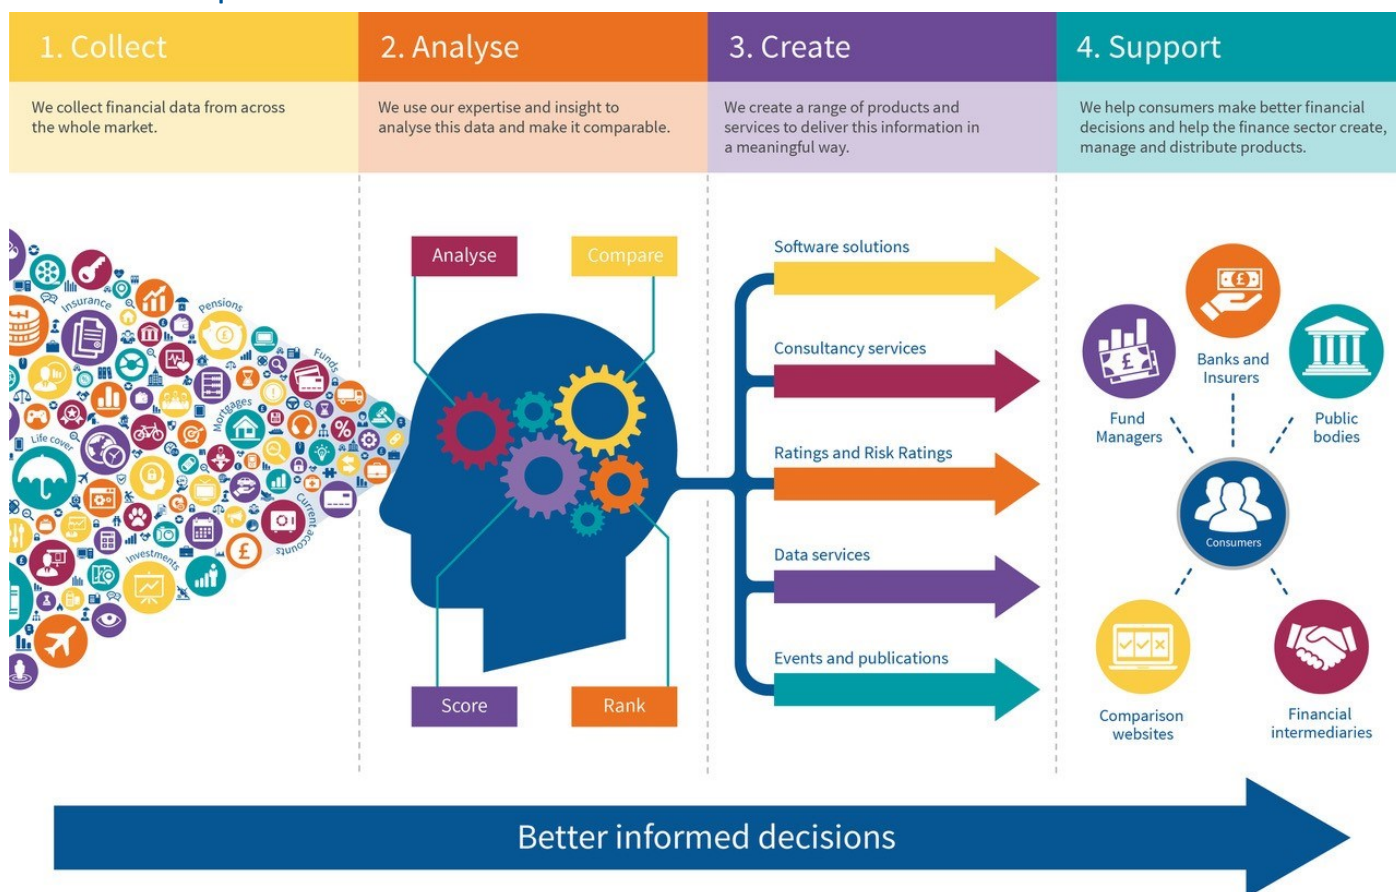 1. Collect
We collect financial data from across
the whole market.
2. Analyse
We use our expertise and insight to
analyse this data and make it comparable.
3. Create
We create a range of products and
services to deliver this information in
a meaningful way.
4. Support
We help consumers make better financial
decisions and help the finance sector create,
manage and distribute products.
Insurance
Pensions
Funds
Mortgages
Life cover
Current accounts
Investments
Analyse
Compare
Score
Rank
Software solutions
Consultancy services
Ratings and Risk Ratings
Data services
Events and publications
Fund
Managers
Banks and
Insurers
Public
bodies
Consumers
Comparison
websites
Financial
intermediaries
Better informed decisions